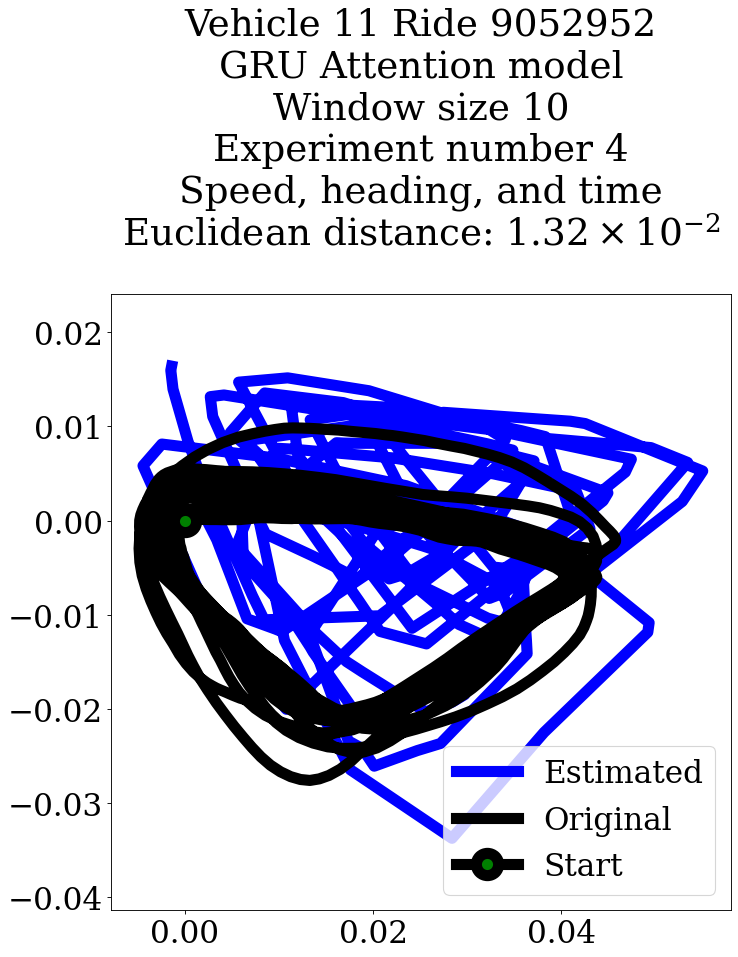 Vehicle 11 Ride 9052952
GRU Attention model
Window size 10
Experiment number 4
Speed, heading, and time
Euclidean distance: 1.32 × 10⁻²
0.02
0.01
0.00
−0.01
−0.02
−0.03
−0.04
0.00 0.02 0.04
Estimated
Original
Start